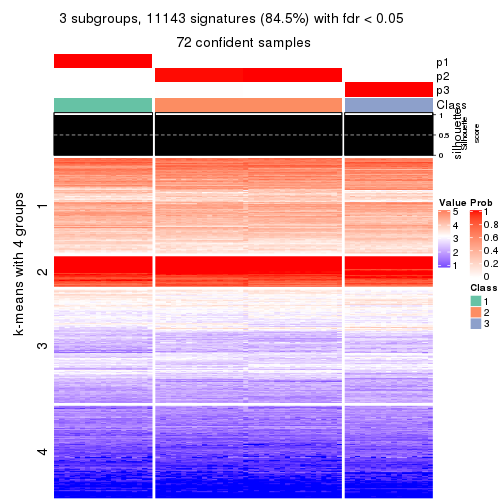 3 subgroups, 11143 signatures (84.5%) with fdr < 0.05
72 confident samples
p1
p2
p3
Class
silhouette
1
0.5
0
Silhouette
score
k-means with 4 groups
1
2
3
4
Value
5
4
3
2
1
Prob
1
0.8
0.6
0.4
0.2
0
Class
1
2
3